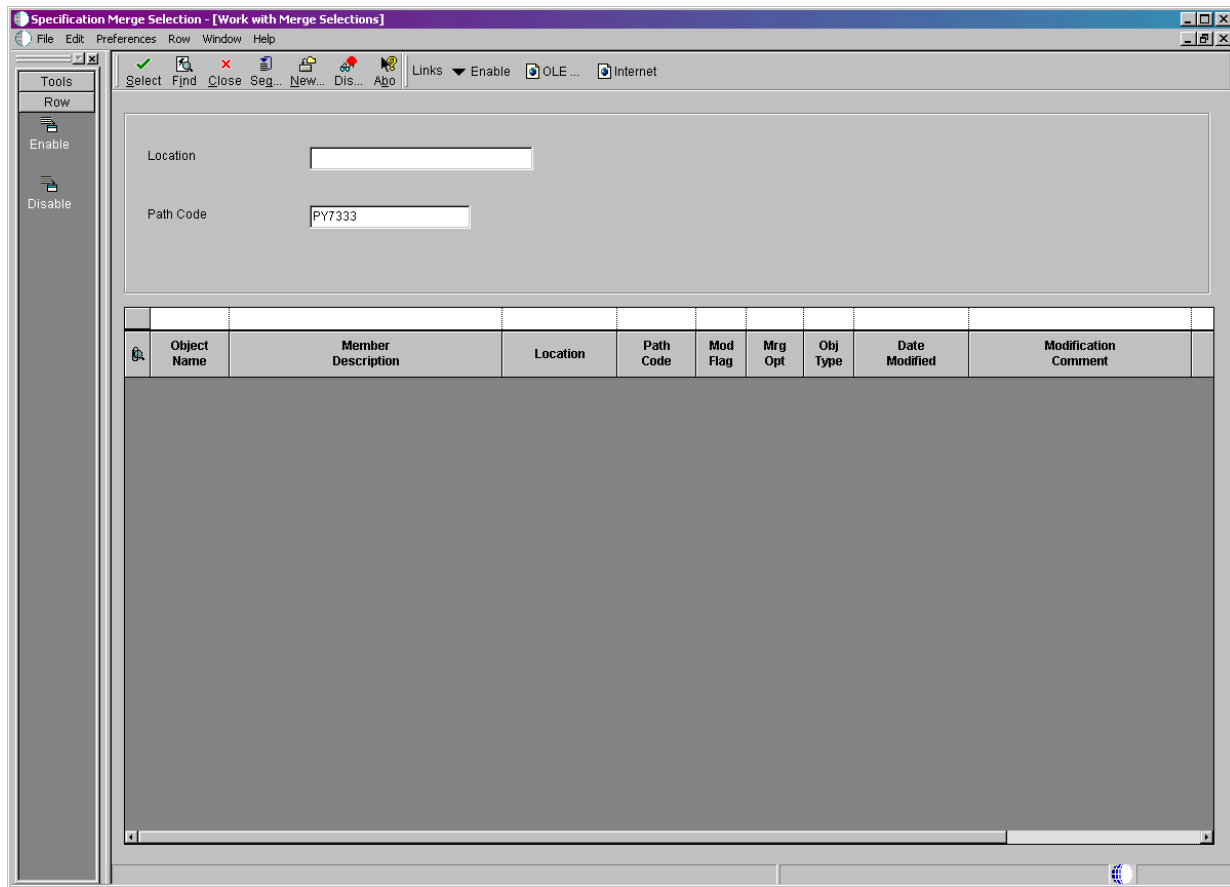 Specification Merge Selection - [Work with Merge Selections]
File Edit Preferences Row Window Help
Tools
Row
Enable
Disable
Select Find Close Seg... New... Dis... Abo Links Enable OLE ... Internet
Location
Path Code PY7333
Object Name Member Description Location Path Code Mod Flag Mrg Opt Obj Type Date Modified Modification Comment